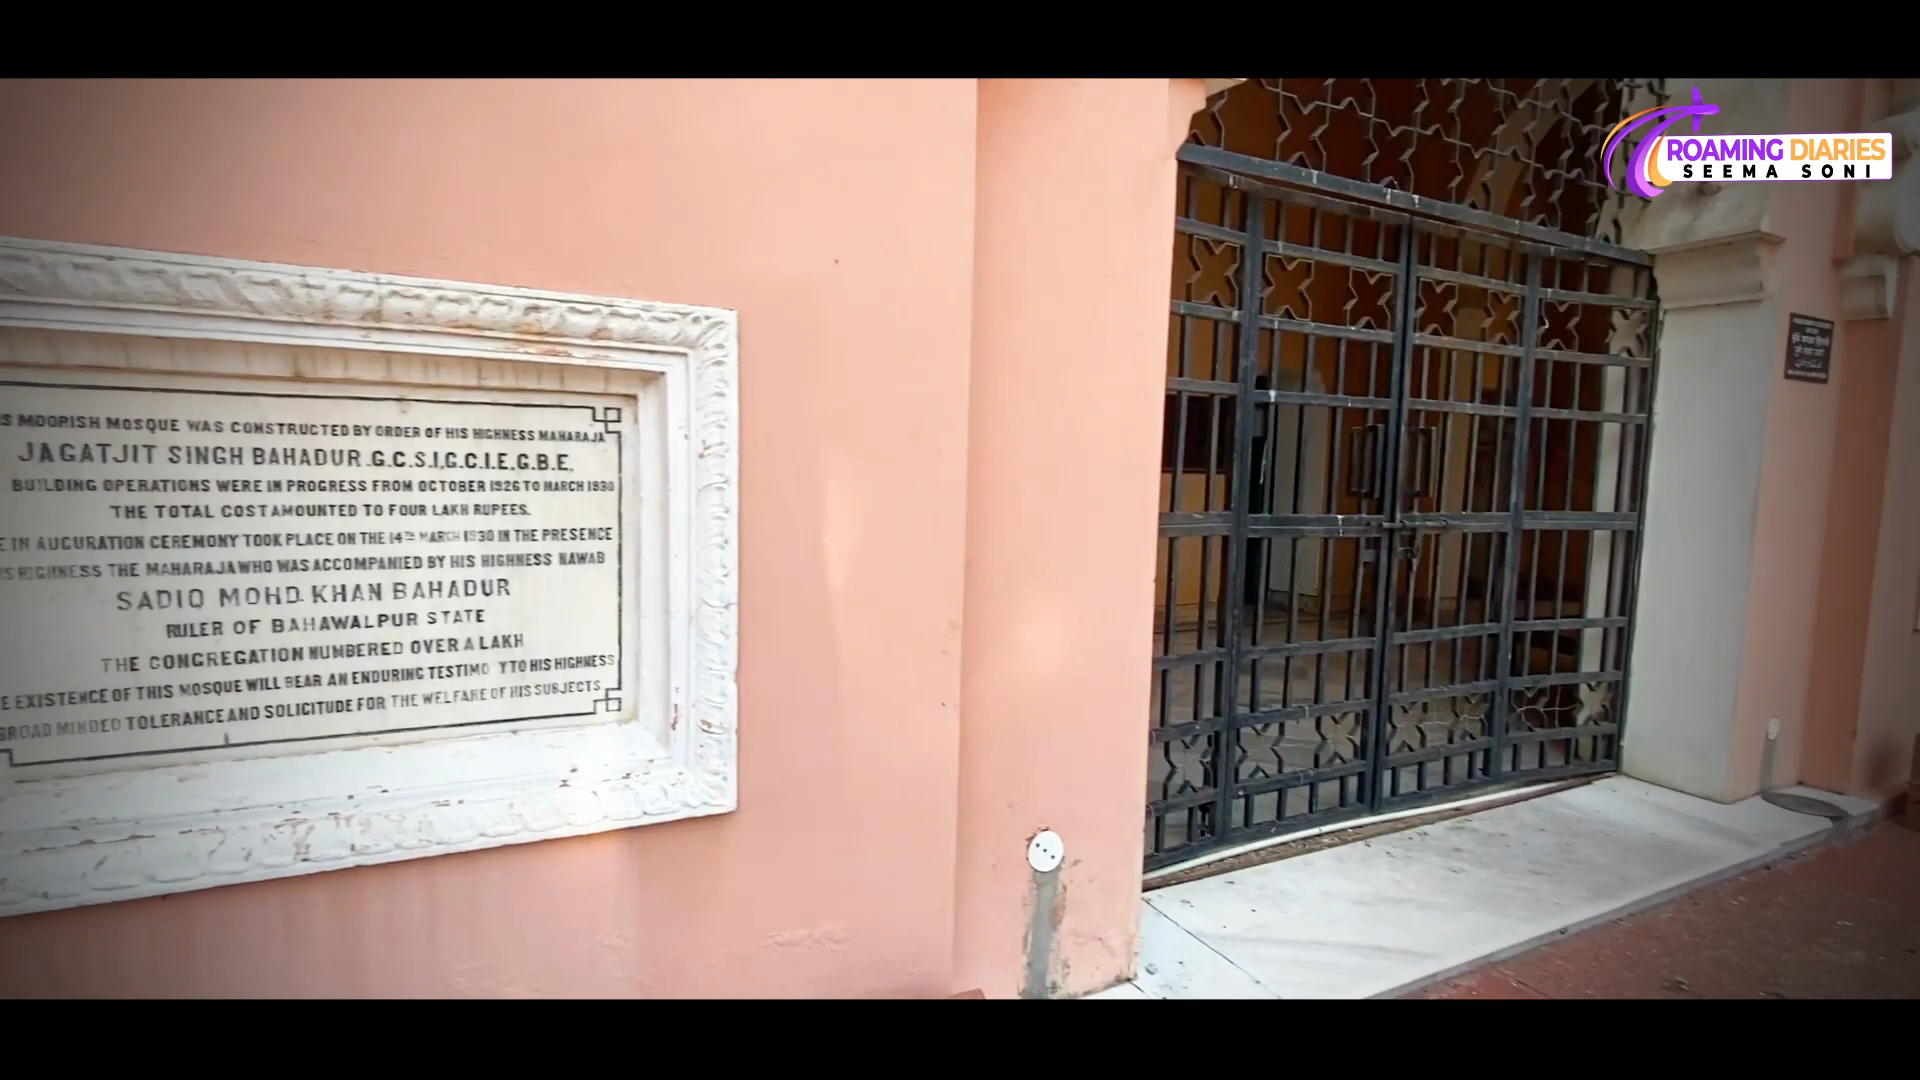 ROAMING DIARIES
SEEMA SONI
IS MOORISH MOSQUE WAS CONSTRUCTED BY ORDER OF HIS HIGHNESS MAHARAJA
JAGATJIT SINGH BAHADUR.G.C.S.I,G.C.I.E,G.B.E,
BUILDING OPERATIONS WERE IN PROGRESS FROM OCTOBER 1926 TO MARCH 1930
THE TOTAL COST AMOUNTED TO FOUR LAKH RUPEES.
E IN AUGURATION CEREMONY TOOK PLACE ON THE 14TH MARCH 1930 IN THE PRESENCE
IS HIGHNESS THE MAHARAJA WHO WAS ACCOMPANIED BY HIS HIGHNESS NAWAB
SADIQ MOHD. KHAN BAHADUR
RULER OF BAHAWALPUR STATE
THE CONGREGATION NUMBERED OVER A LAKH
E EXISTENCE OF THIS MOSQUE WILL BEAR AN ENDURING TESTIMO Y TO HIS HIGHNESS
BROAD MINDED TOLERANCE AND SOLICITUDE FOR THE WELFARE OF HIS SUBJECTS